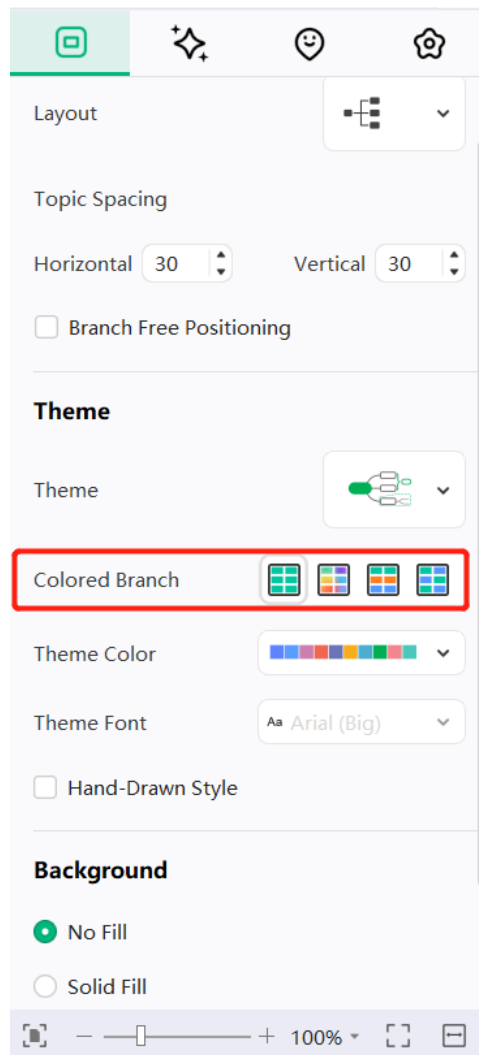 Layout
Topic Spacing
Horizontal 30 Vertical 30
Branch Free Positioning
Theme
Theme
Colored Branch
Theme Color
Theme Font Aa Arial (Big)
Hand-Drawn Style
Background
No Fill
Solid Fill
100%